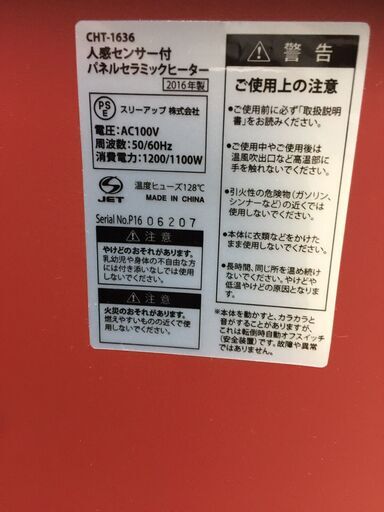 CHT-1636
人感センサー付
パネルセラミックヒーター
2016年製
PS
E
スリーアップ 株式会社
電圧：AC100V
周波数：50/60Hz
消費電力：1200/1100W
S
JET
温度ヒューズ128℃
MADE IN CHINA
Serial No.P16 06207
注意
やけどのおそれがあります。
乳幼児や身体の不自由な方
には付き添いなしでは使用
しないでください。
注意
火災のおそれがあります。
燃えやすいものの近くで使
用しないでください。
警告
ご使用上の注意
●ご使用前に必ず「取扱説明
書」をお読みください。
●ご使用中やご使用後は
温風吹出口など高温部に
手を触れないでください。
●引火性の危険物（ガソリン、
シンナーなど）の近くでは
使用しないでください。
●本体に衣類などをかけた
まま使用しないでください。
●長時間、同じ所を温め続け
ないでください。やけどや
低温やけどの原因になり
ます。
※本体を動かすと、カラカラと
音がすることがありますが、
これは転倒時自動オフスイッチ
（安全装置）です。故障や異常
ではありません。